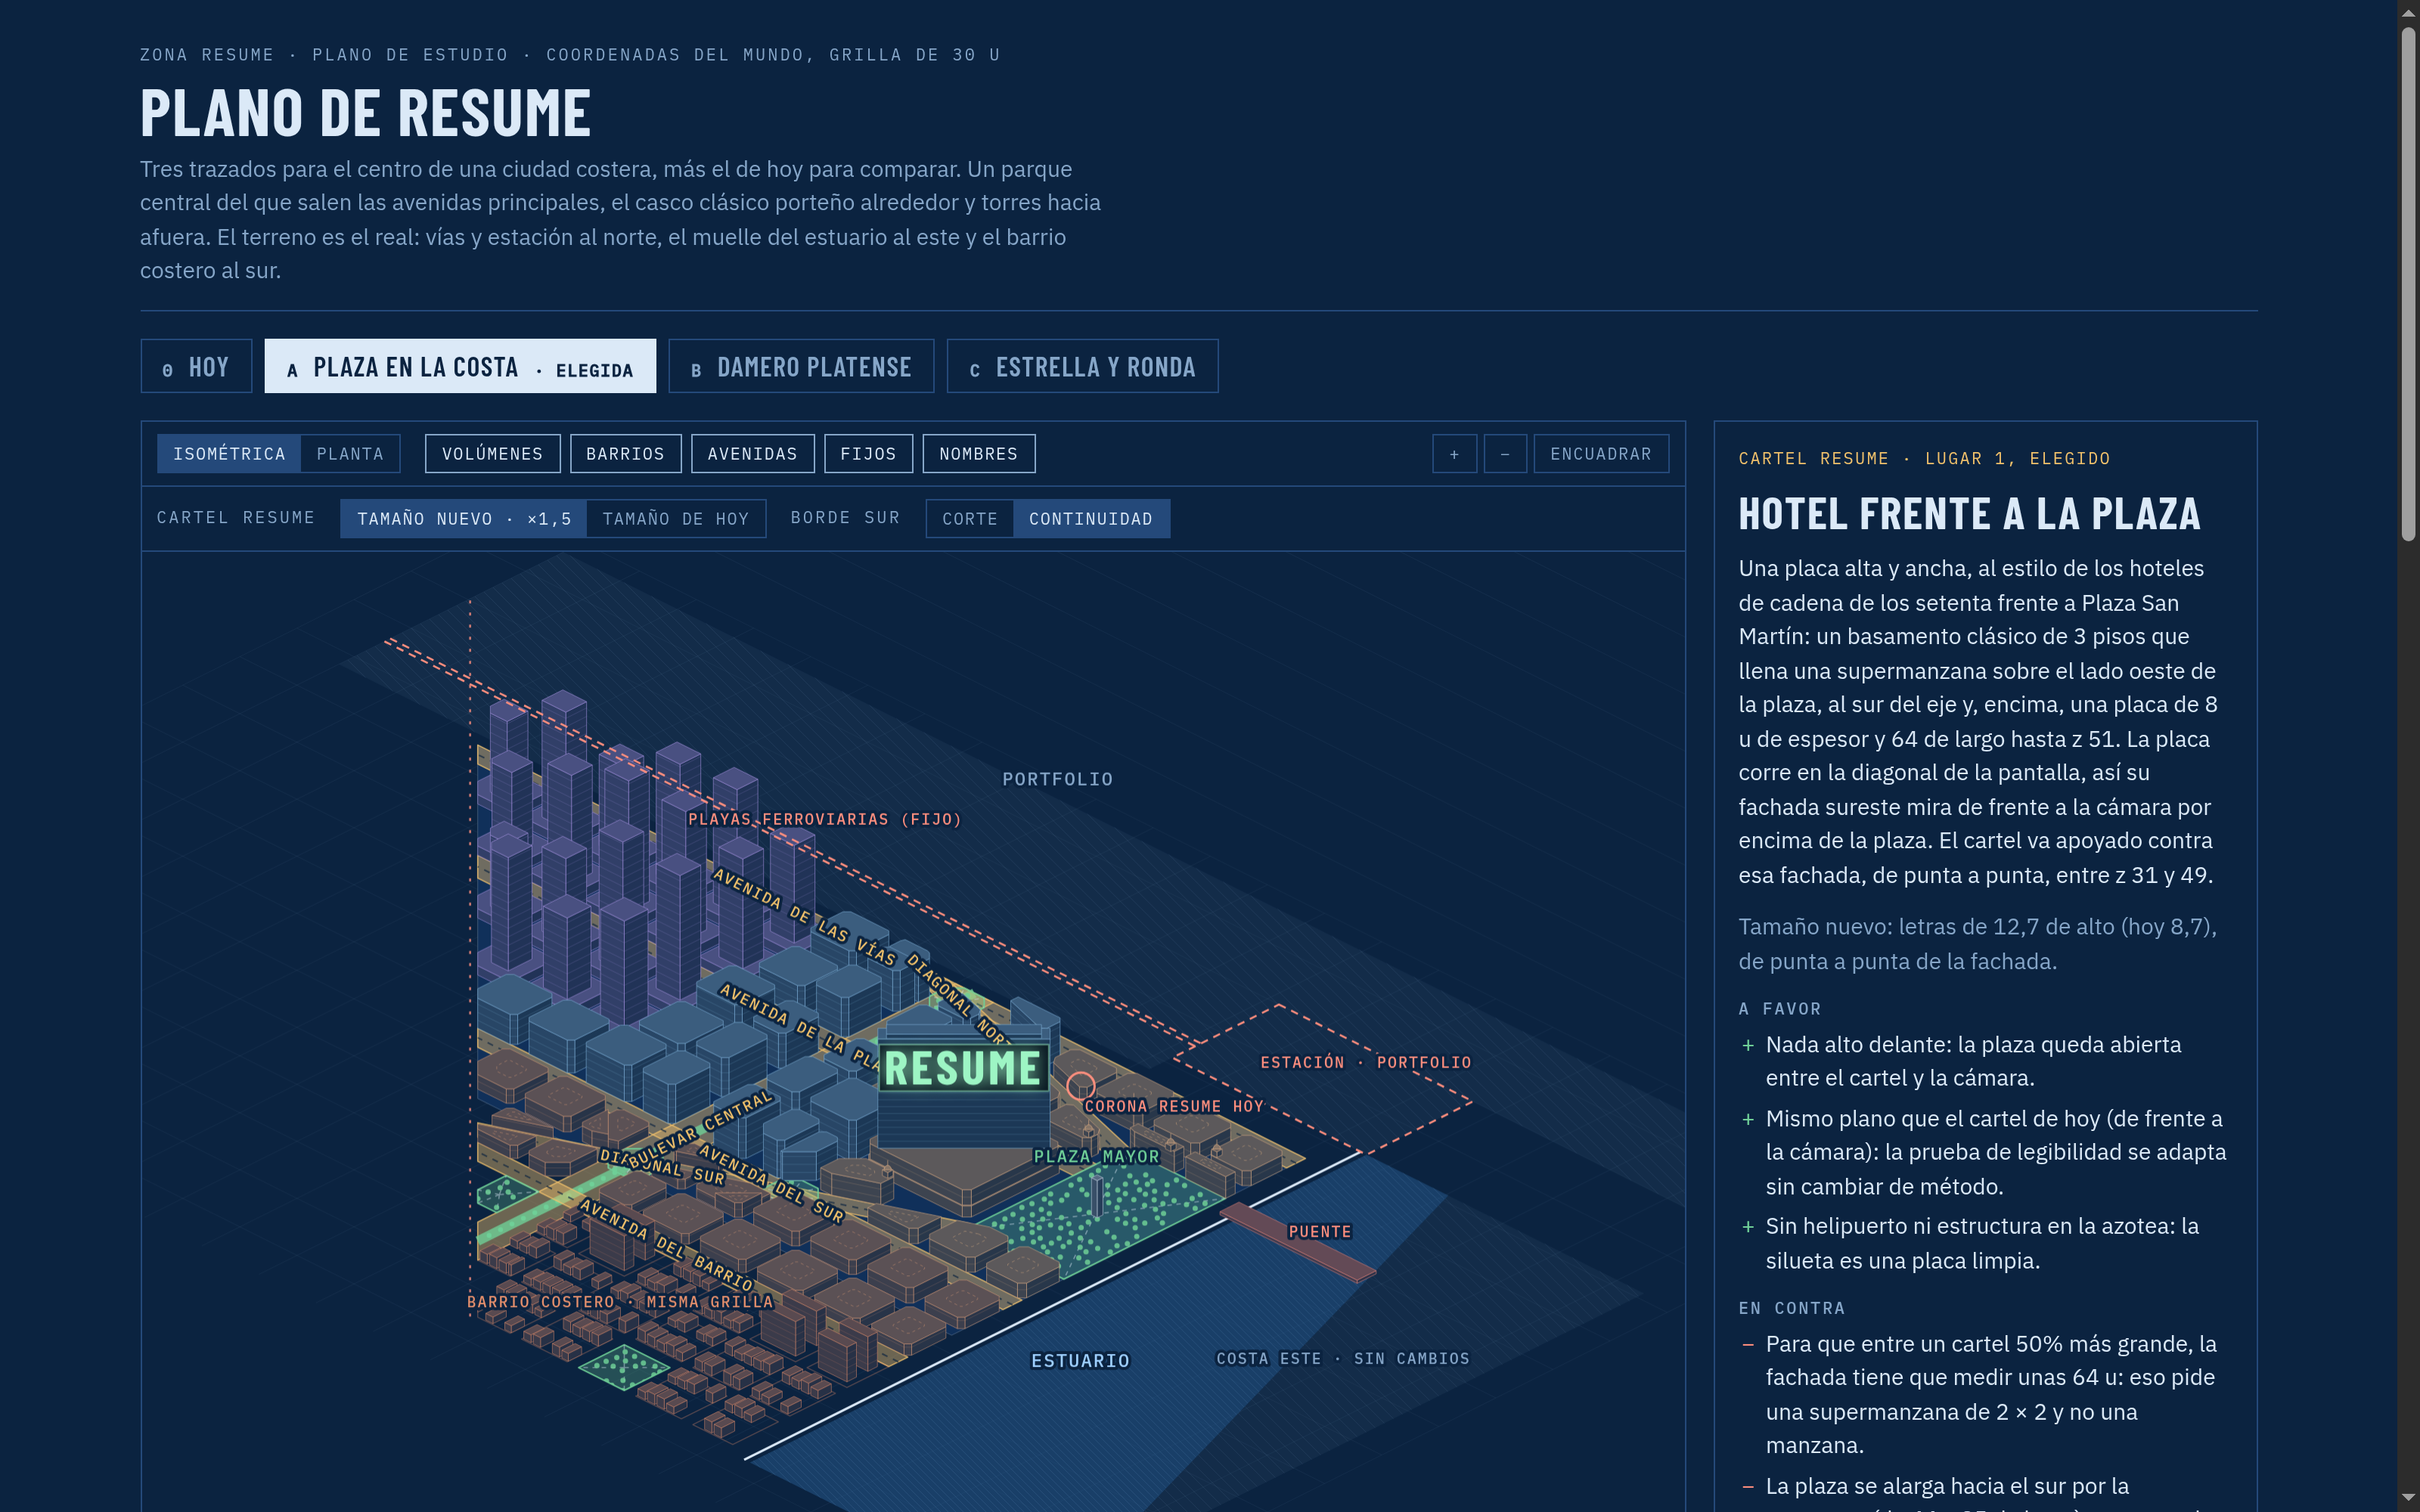 ZONA RESUME · PLANO DE ESTUDIO · COORDENADAS DEL MUNDO, GRILLA DE 30 U
PLANO DE RESUME
Tres trazados para el centro de una ciudad costera, más el de hoy para comparar. Un parque
central del que salen las avenidas principales, el casco clásico porteño alrededor y torres hacia
afuera. El terreno es el real: vías y estación al norte, el muelle del estuario al este y el barrio
costero al sur.
0 HOY
A PLAZA EN LA COSTA · ELEGIDA
B DAMERO PLATENSE
C ESTRELLA Y RONDA
ISOMÉTRICA PLANTA VOLÚMENES BARRIOS AVENIDAS FIJOS NOMBRES + − ENCUADRAR
CARTEL RESUME TAMAÑO NUEVO · ×1,5 TAMAÑO DE HOY BORDE SUR CORTE CONTINUIDAD
PORTFOLIO
PLAYAS FERROVIARIAS (FIJO)
AVENIDA DE LAS VÍAS
DIAGONAL NOR
AVENIDA DE LA PLA
RESUME
ESTACIÓN · PORTFOLIO
CORONA RESUME HOY
BULEVAR CENTRAL
PLAZA MAYOR
DIAGONAL SUR
AVENIDA DEL SUR
PUENTE
AVENIDA DEL BARRIO
BARRIO COSTERO · MISMA GRILLA
ESTUARIO
COSTA ESTE · SIN CAMBIOS
CARTEL RESUME · LUGAR 1, ELEGIDO
HOTEL FRENTE A LA PLAZA
Una placa alta y ancha, al estilo de los hoteles
de cadena de los setenta frente a Plaza San
Martín: un basamento clásico de 3 pisos que
llena una supermanzana sobre el lado oeste de
la plaza, al sur del eje y, encima, una placa de 8
u de espesor y 64 de largo hasta z 51. La placa
corre en la diagonal de la pantalla, así su
fachada sureste mira de frente a la cámara por
encima de la plaza. El cartel va apoyado contra
esa fachada, de punta a punta, entre z 31 y 49.
Tamaño nuevo: letras de 12,7 de alto (hoy 8,7),
de punta a punta de la fachada.
A FAVOR
+ Nada alto delante: la plaza queda abierta
entre el cartel y la cámara.
+ Mismo plano que el cartel de hoy (de frente a
la cámara): la prueba de legibilidad se adapta
sin cambiar de método.
+ Sin helipuerto ni estructura en la azotea: la
silueta es una placa limpia.
EN CONTRA
− Para que entre un cartel 50% más grande, la
fachada tiene que medir unas 64 u: eso pide
una supermanzana de 2 × 2 y no una
manzana.
− La plaza se alarga hacia el sur por la